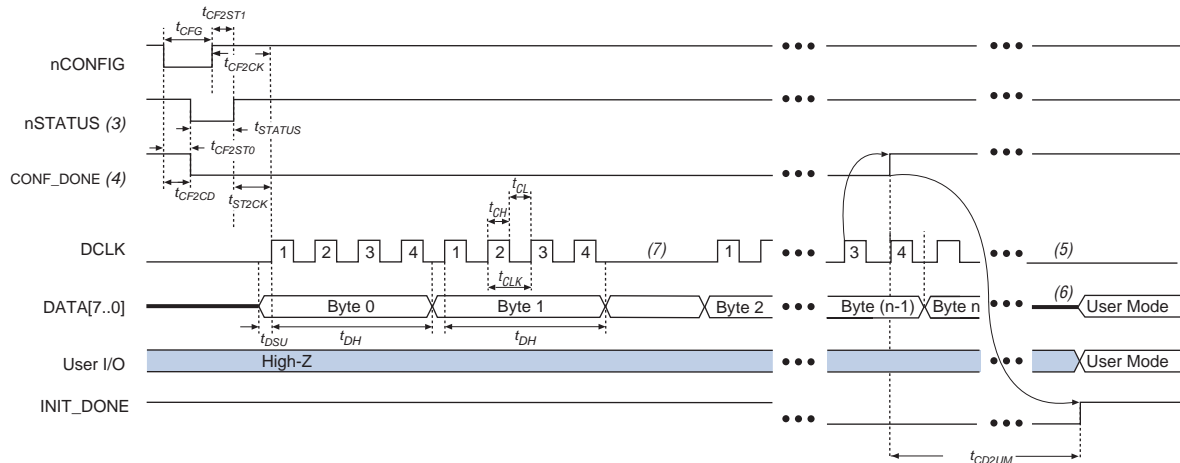 tCF2ST1
tCFG
nCONFIG
tCF2CK
nSTATUS (3)
tSTATUS
tCF2ST0
CONF_DONE (4)
tCF2CD
tST2CK
tCL
tCH
DCLK
1 2 3 4 1 2 3 4 (7) 1 3 4 (5)
tCLK
DATA[7..0]
Byte 0 Byte 1 Byte 2 Byte (n-1) Byte n (6) User Mode
tDSU tDH tDH
User I/O
High-Z User Mode
INIT_DONE
tCD2UM